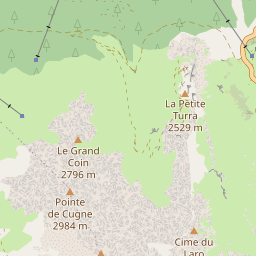 La Petite
Turra
2529 m
Le Grand
Coin
2796 m
Pointe
de Cugne
2984 m
Cime du
Laro